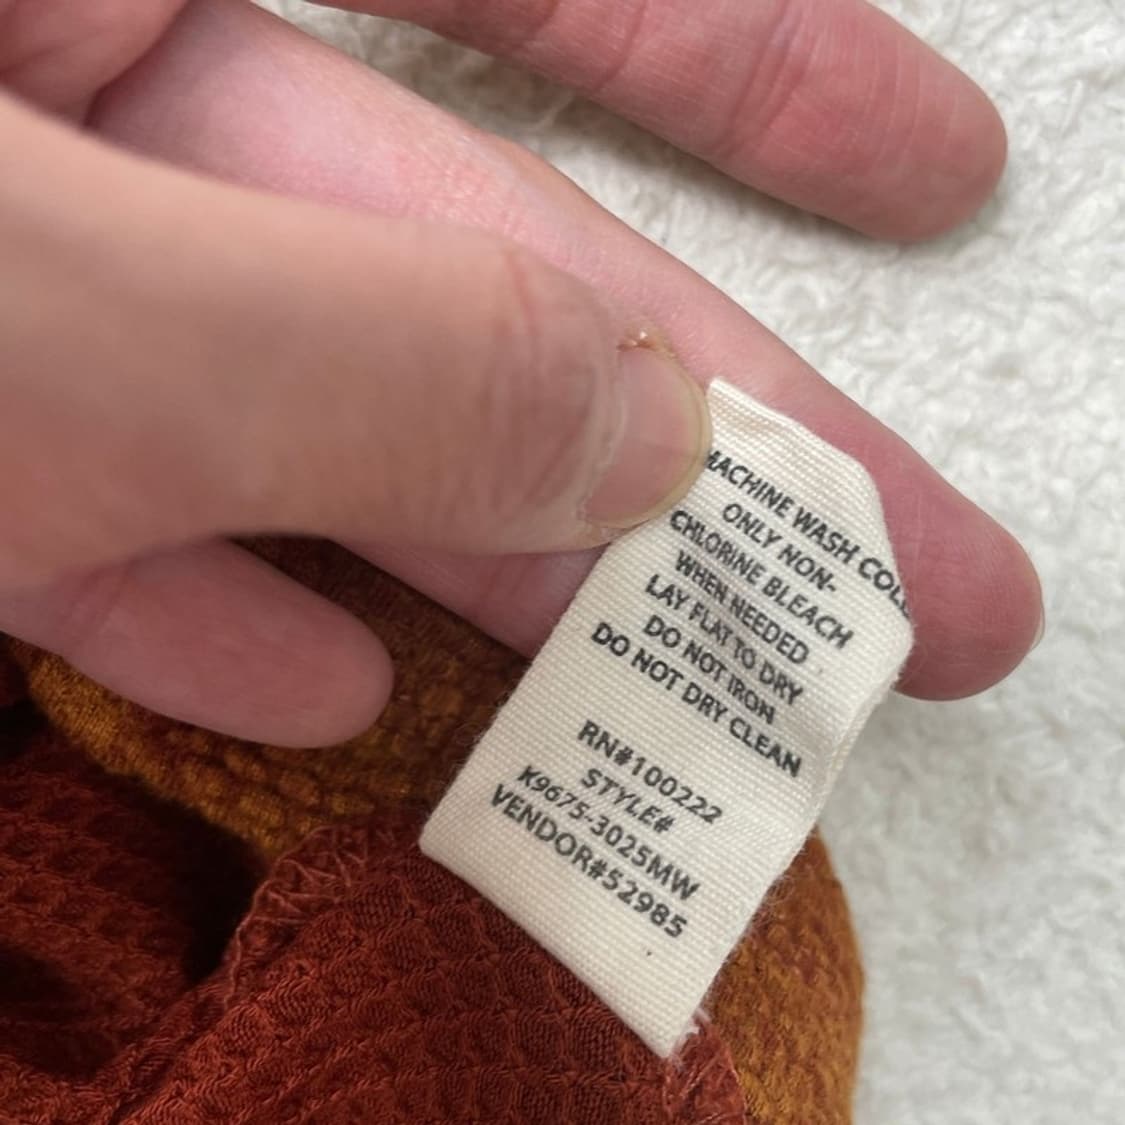 MACHINE WASH COLD
ONLY NON-
CHLORINE BLEACH
WHEN NEEDED
LAY FLAT TO DRY
DO NOT IRON
DO NOT DRY CLEAN
RN#100222
STYLE#
K9675-3025MW
VENDOR#52985